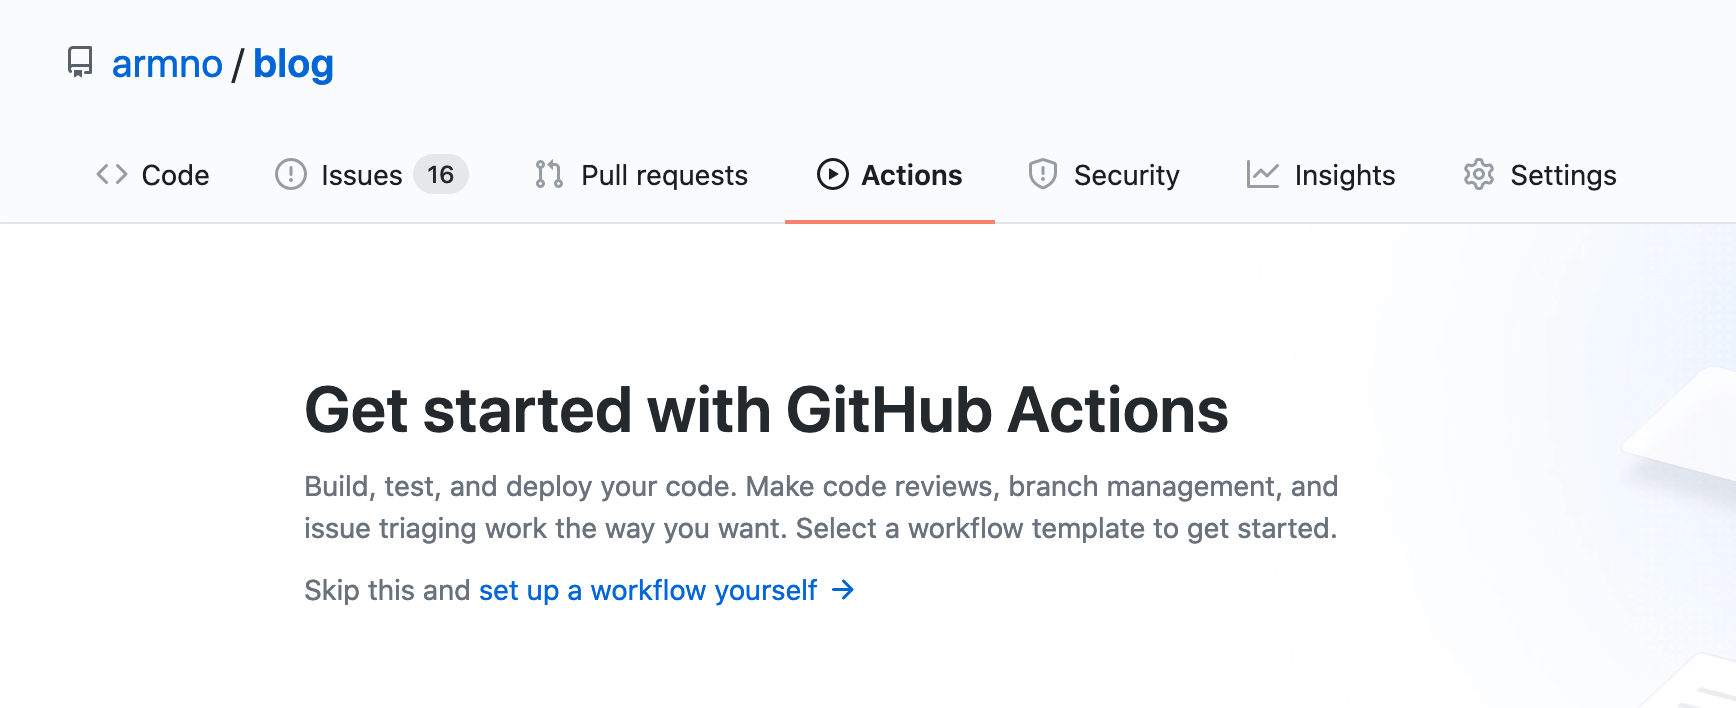 armno / blog
Code Issues 16 Pull requests Actions Security Insights Settings
Get started with GitHub Actions
Build, test, and deploy your code. Make code reviews, branch management, and
issue triaging work the way you want. Select a workflow template to get started.
Skip this and set up a workflow yourself →